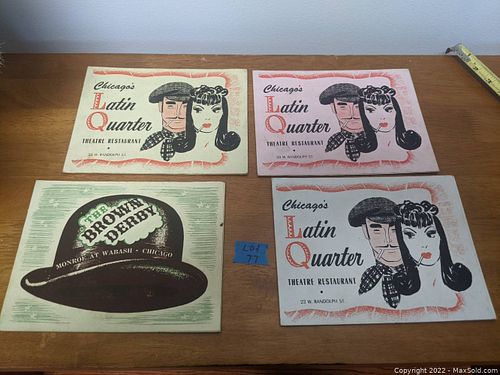 Chicago's
Latin
Quarter
THEATRE RESTAURANT
23 W. RANDOLPH ST.
Chicago's
Latin
Quarter
THEATRE RESTAURANT
23 W. RANDOLPH ST.
THE
BROWN
DERBY
MONROE AT WABASH • CHICAGO
LOT
77
Chicago's
Latin
Quarter
THEATRE RESTAURANT
23 W. RANDOLPH ST.
Copyright 2022 - MaxSold.com